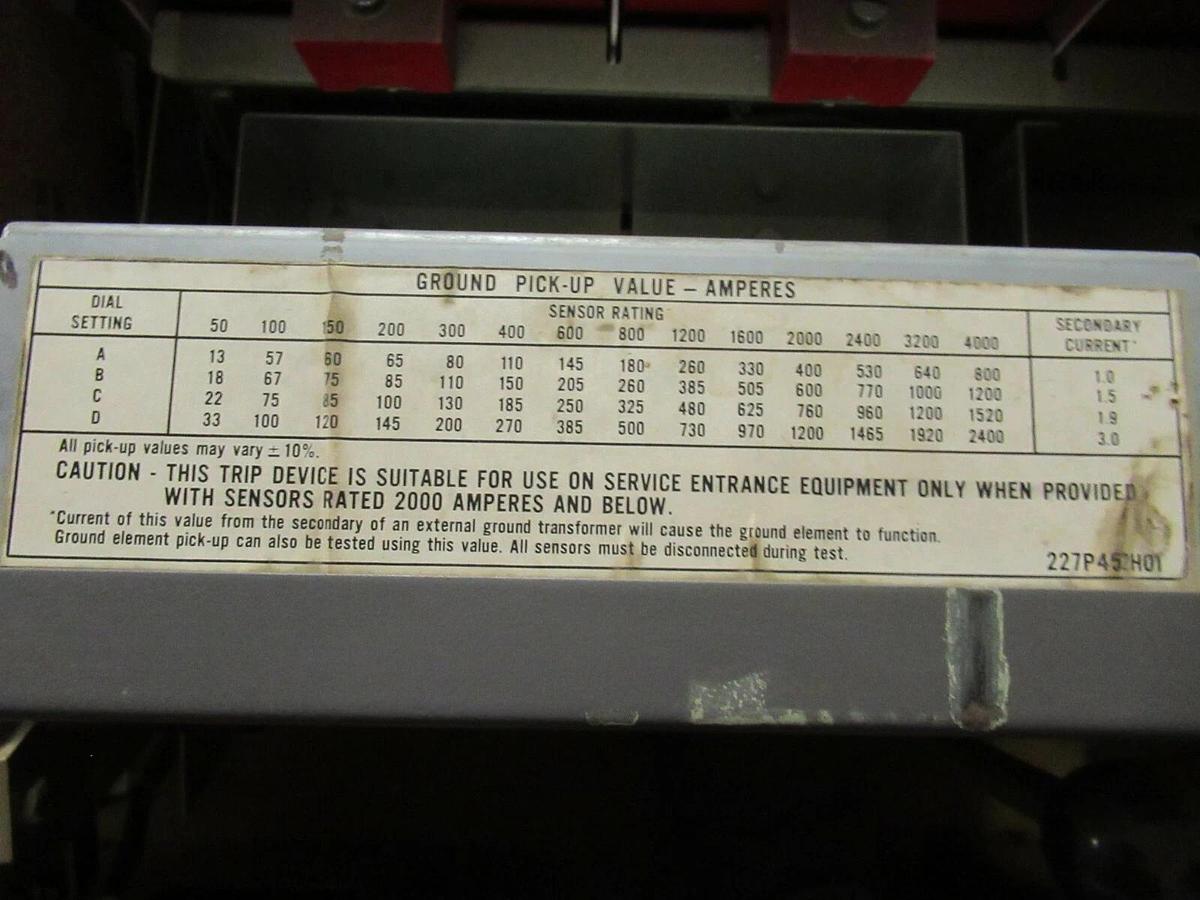 GROUND PICK-UP VALUE – AMPERES
DIAL SETTING
SENSOR RATING
SECONDARY CURRENT*
50 100 150 200 300 400 600 800 1200 1600 2000 2400 3200 4000
A 13 57 60 65 80 110 145 180 260 330 400 530 640 800 1.0
B 18 67 75 85 110 150 205 260 385 505 600 770 1000 1200 1.5
C 22 75 85 100 130 185 250 325 480 625 760 960 1200 1520 1.9
D 33 100 120 145 200 270 385 500 730 970 1200 1465 1920 2400 3.0
All pick-up values may vary ± 10%.
CAUTION - THIS TRIP DEVICE IS SUITABLE FOR USE ON SERVICE ENTRANCE EQUIPMENT ONLY WHEN PROVIDED
WITH SENSORS RATED 2000 AMPERES AND BELOW.
*Current of this value from the secondary of an external ground transformer will cause the ground element to function.
Ground element pick-up can also be tested using this value. All sensors must be disconnected during test.